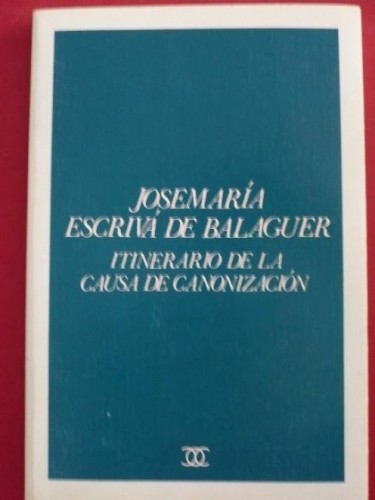 JOSEMARÍA
ESCRIVÁ DE BALAGUER
ITINERARIO DE LA
CAUSA DE CANONIZACIÓN